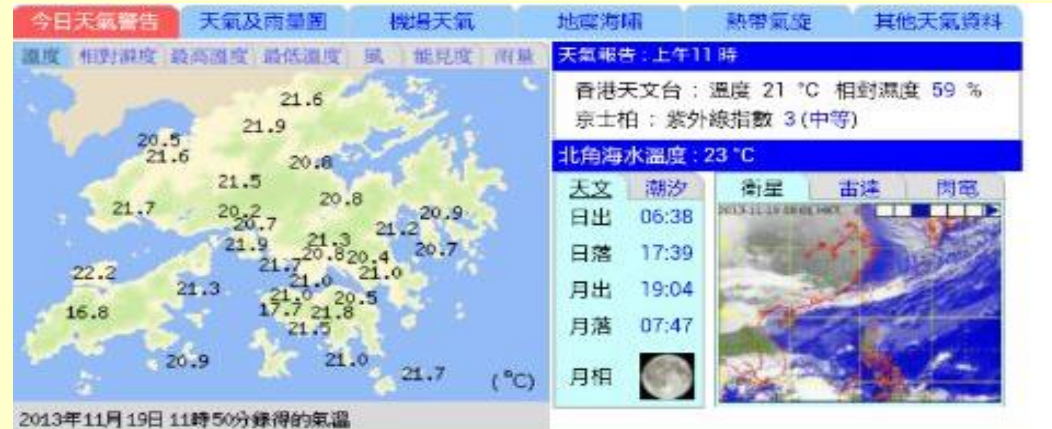 今日天氣警告 天氣及雨量圖 機場天氣 地震海嘯 熱帶氣旋 其他天氣資料
溫度 相對濕度 最高溫度 最低溫度 風 能見度 雨量
21.6
21.9
20.5
21.6
20.8
21.5
20.8
21.7
20.2
20.7
20.9
21.2
21.9
21.3
20.7
20.8
20.4
21.7
21.0
22.2
21.0
21.3
20.5
17.7
21.8
16.8
21.5
20.9
21.0
21.7
(°C)
2013年11月19日 11時50分錄得的氣溫
天氣報告 : 上午11 時
香港天文台 : 溫度 21 °C 相對濕度 59 %
京士柏 : 紫外線指數 3 (中等)
北角海水溫度 : 23 °C
天文 潮汐
日出 06:38
日落 17:39
月出 19:04
月落 07:47
月相
衛星 雷達 閃電